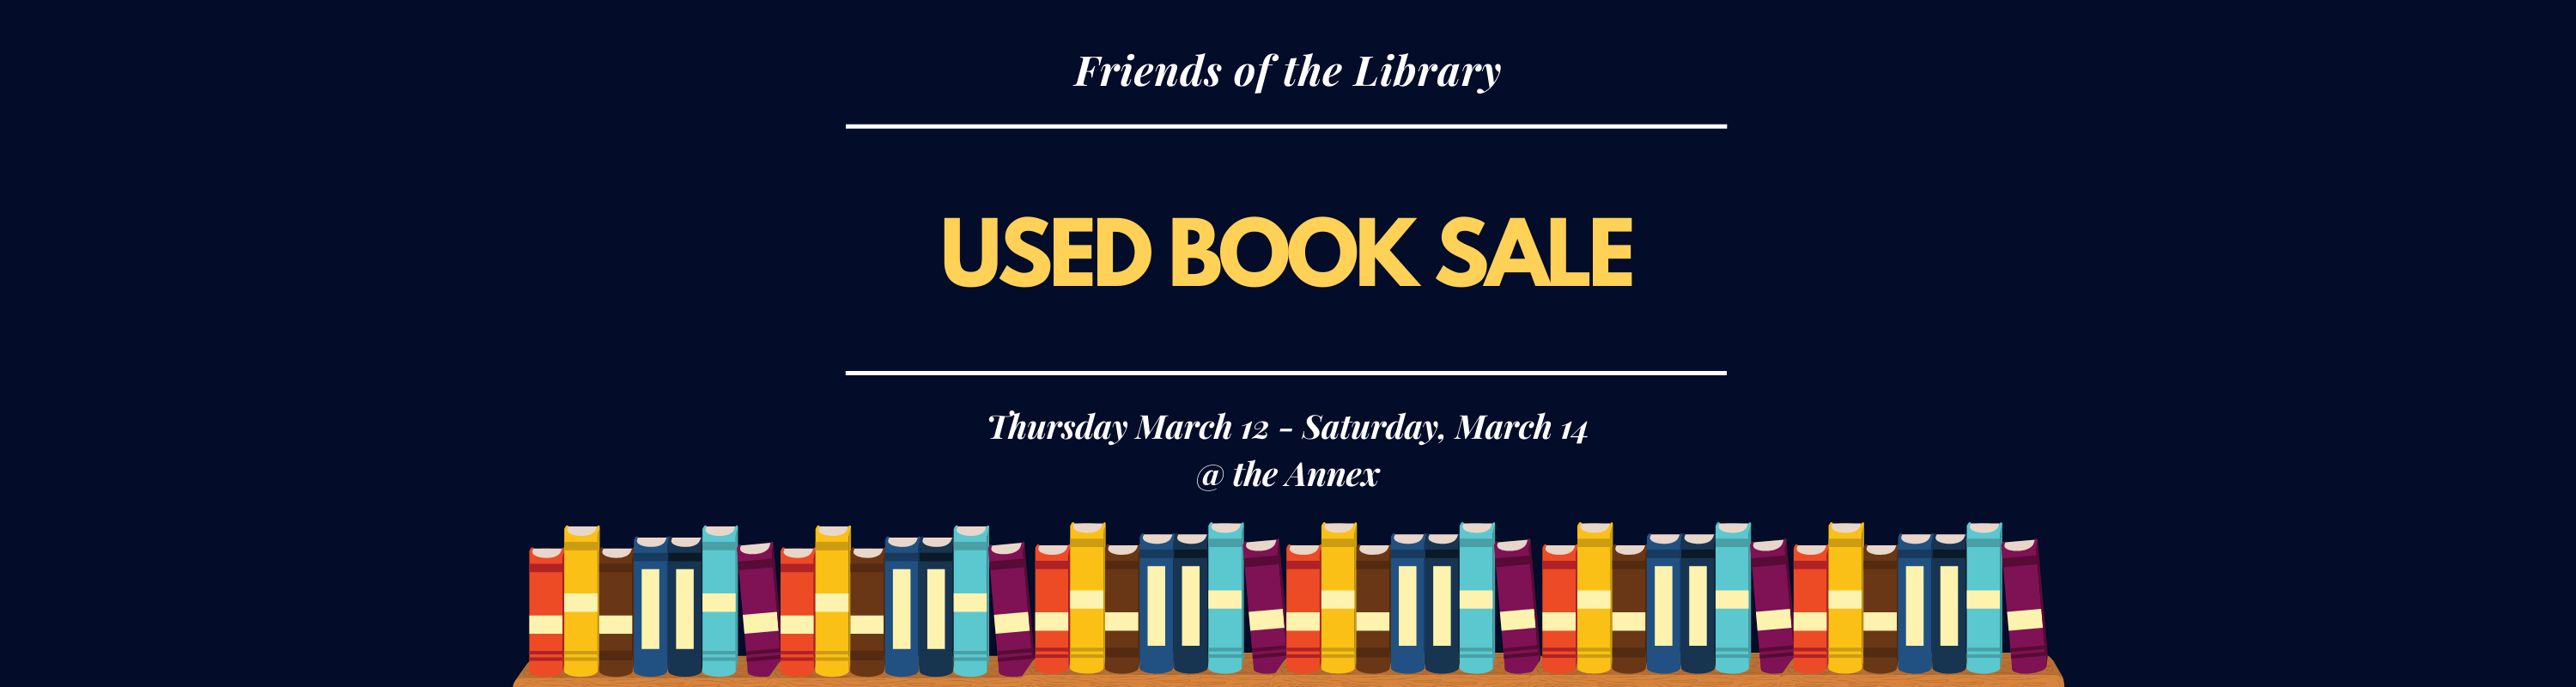 Friends of the Library
USED BOOK SALE
Thursday March 12 - Saturday, March 14
@ the Annex